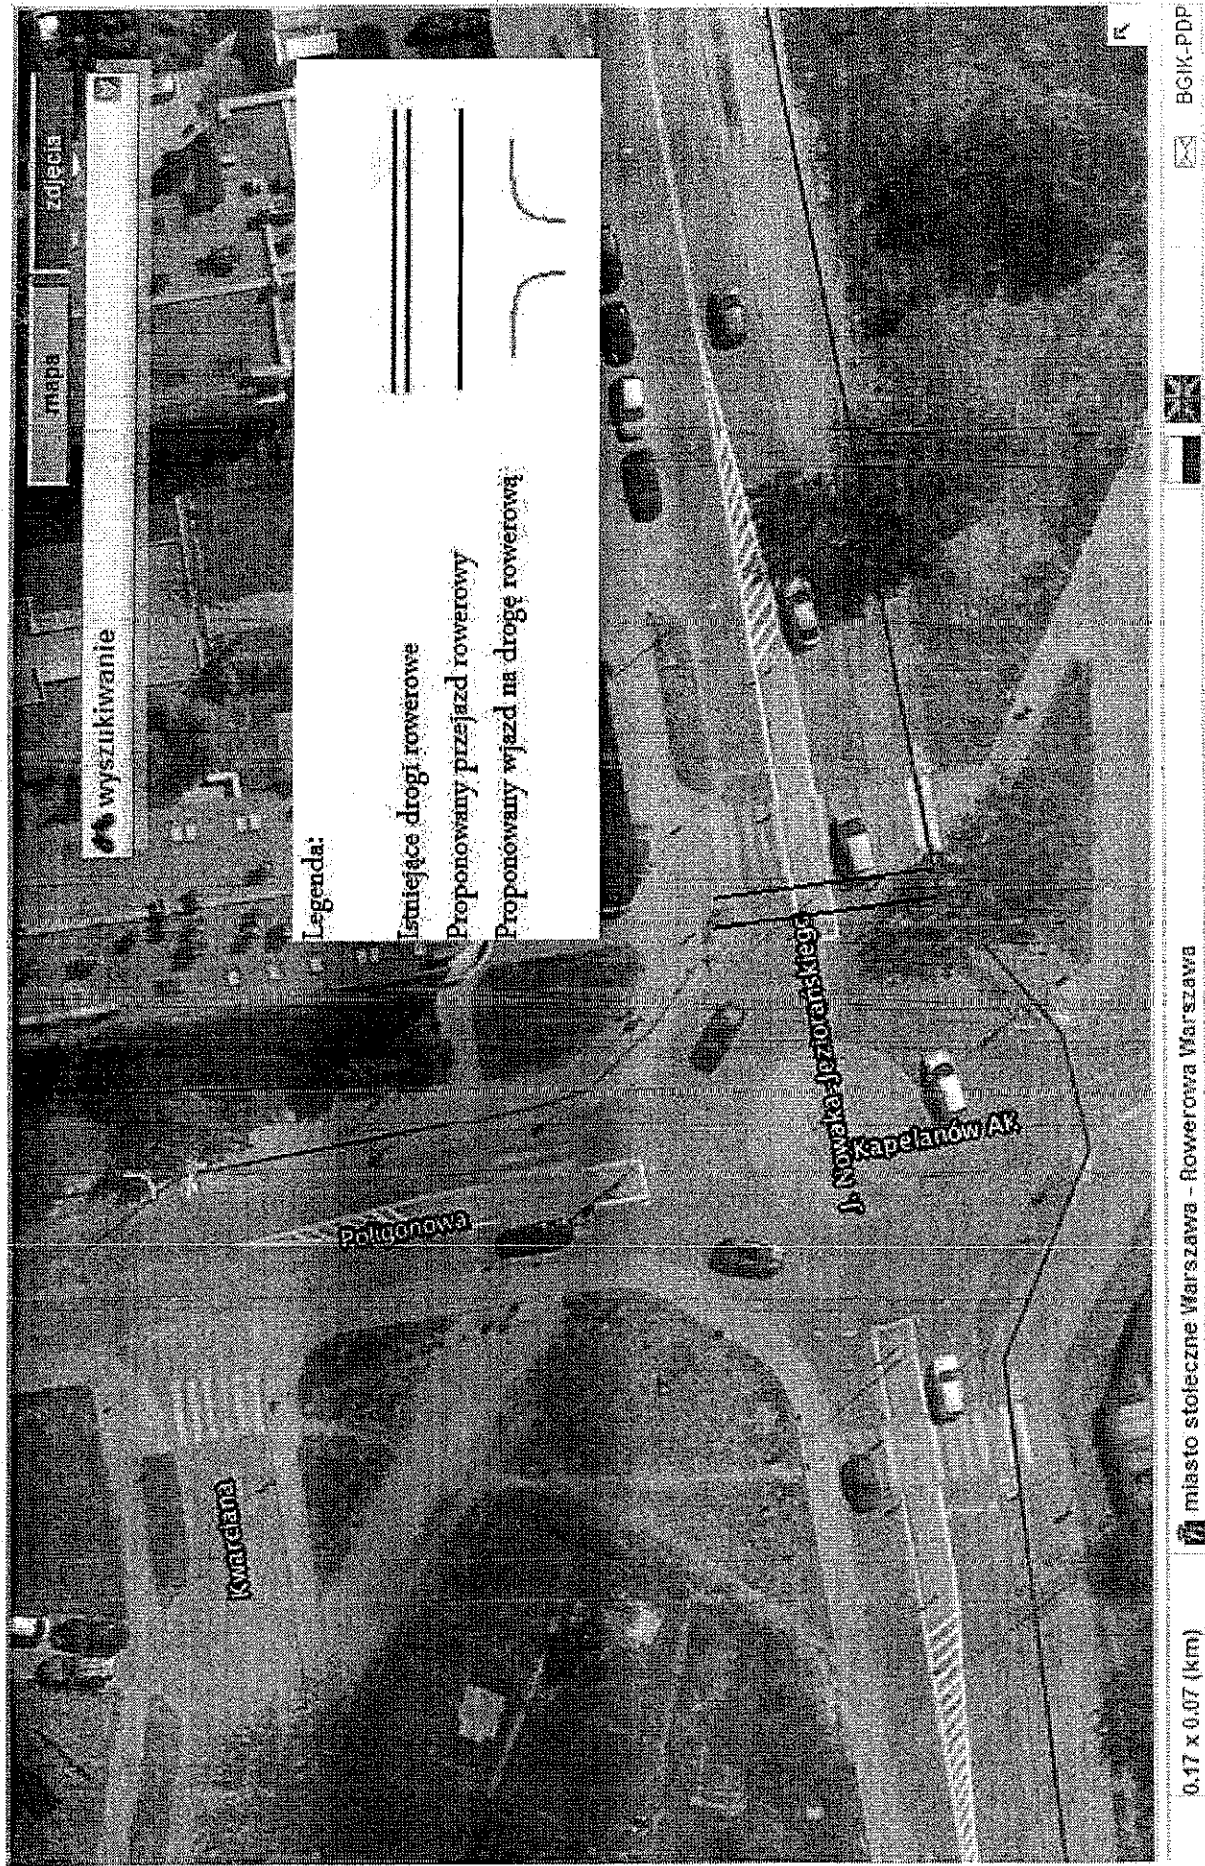 mapa
zdjęcia
wyszukiwanie
Legenda:
Istniejące drogi rowerowe
Proponowany przejazd rowerowy
Proponowany wjazd na drogę rowerową
Kwarciana
Poligonowa
J. Nowaka-Jeziorańskiego
Kapelanów AK
0.17 x 0.07 (km)
miasto stołeczne Warszawa - Rowerowa Warszawa
BGIK-PDP